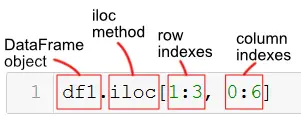 DataFrame object
iloc method
row indexes
column indexes
1 df1.iloc[1:3, 0:6]